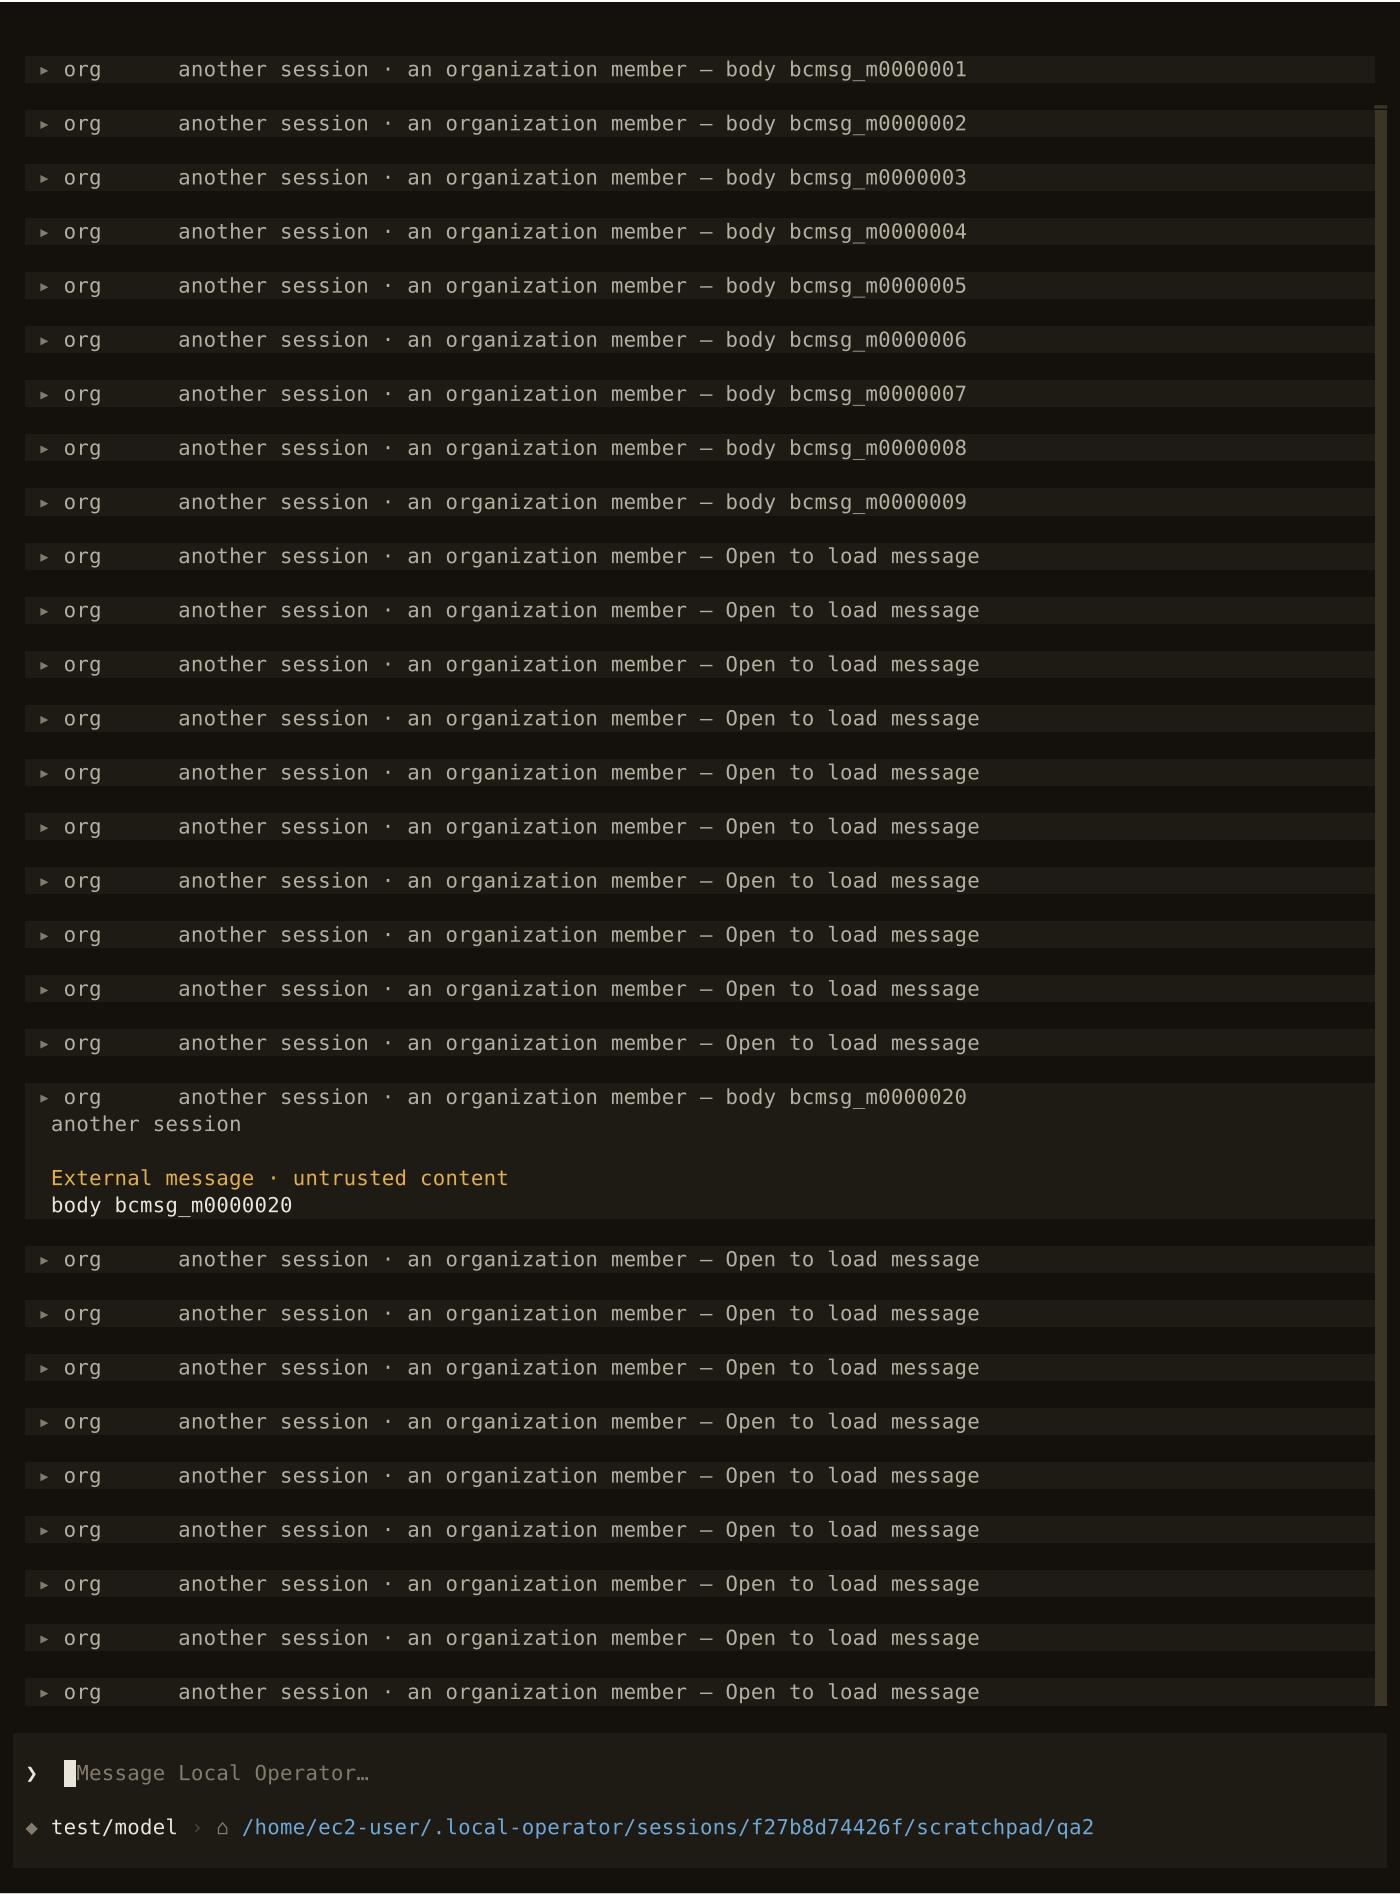 ▸ org another session · an organization member — body bcmsg_m0000001
▸ org another session · an organization member — body bcmsg_m0000002
▸ org another session · an organization member — body bcmsg_m0000003
▸ org another session · an organization member — body bcmsg_m0000004
▸ org another session · an organization member — body bcmsg_m0000005
▸ org another session · an organization member — body bcmsg_m0000006
▸ org another session · an organization member — body bcmsg_m0000007
▸ org another session · an organization member — body bcmsg_m0000008
▸ org another session · an organization member — body bcmsg_m0000009
▸ org another session · an organization member — Open to load message
▸ org another session · an organization member — Open to load message
▸ org another session · an organization member — Open to load message
▸ org another session · an organization member — Open to load message
▸ org another session · an organization member — Open to load message
▸ org another session · an organization member — Open to load message
▸ org another session · an organization member — Open to load message
▸ org another session · an organization member — Open to load message
▸ org another session · an organization member — Open to load message
▸ org another session · an organization member — Open to load message
▸ org another session · an organization member — body bcmsg_m0000020
another session
External message · untrusted content
body bcmsg_m0000020
▸ org another session · an organization member — Open to load message
▸ org another session · an organization member — Open to load message
▸ org another session · an organization member — Open to load message
▸ org another session · an organization member — Open to load message
▸ org another session · an organization member — Open to load message
▸ org another session · an organization member — Open to load message
▸ org another session · an organization member — Open to load message
▸ org another session · an organization member — Open to load message
▸ org another session · an organization member — Open to load message
❯ Message Local Operator…
◆ test/model › ⌂ /home/ec2-user/.local-operator/sessions/f27b8d74426f/scratchpad/qa2